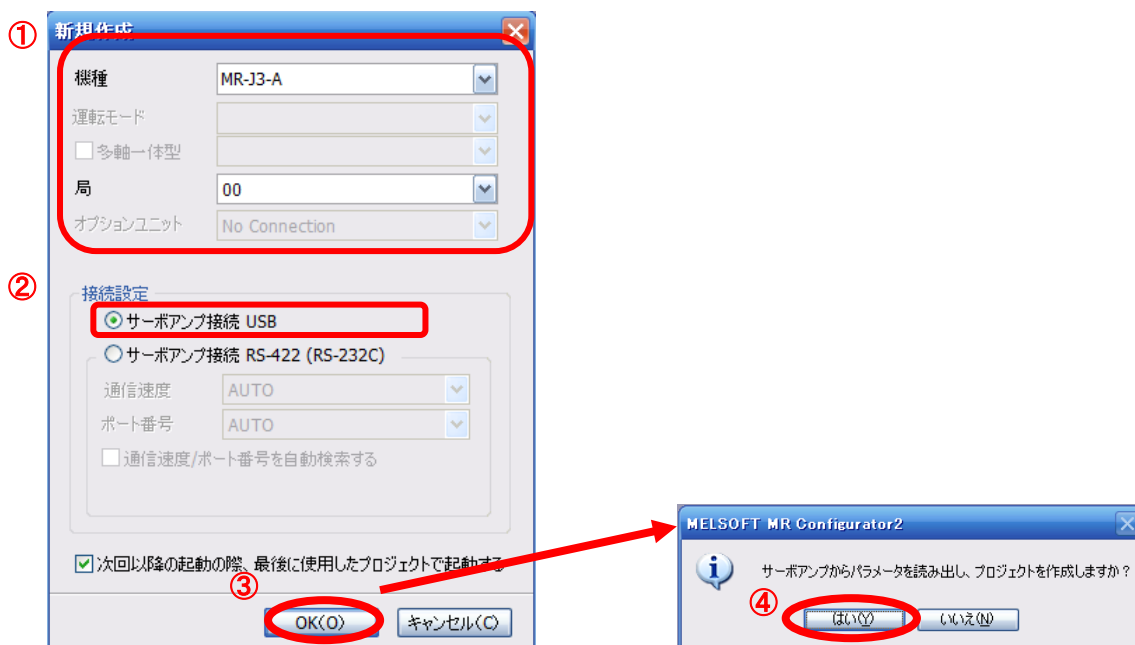 ①
新規作成
機種 MR-J3-A
運転モード
多軸一体型
局 00
オプションユニット No Connection
②
接続設定
サーボアンプ接続 USB
サーボアンプ接続 RS-422 (RS-232C)
通信速度 AUTO
ポート番号 AUTO
通信速度/ポート番号を自動検索する
次回以降の起動の際、最後に使用したプロジェクトで起動する
③
OK(O) キャンセル(C)
MELSOFT MR Configurator2
サーボアンプからパラメータを読み出し、プロジェクトを作成しますか？
④
はい(Y) いいえ(N)